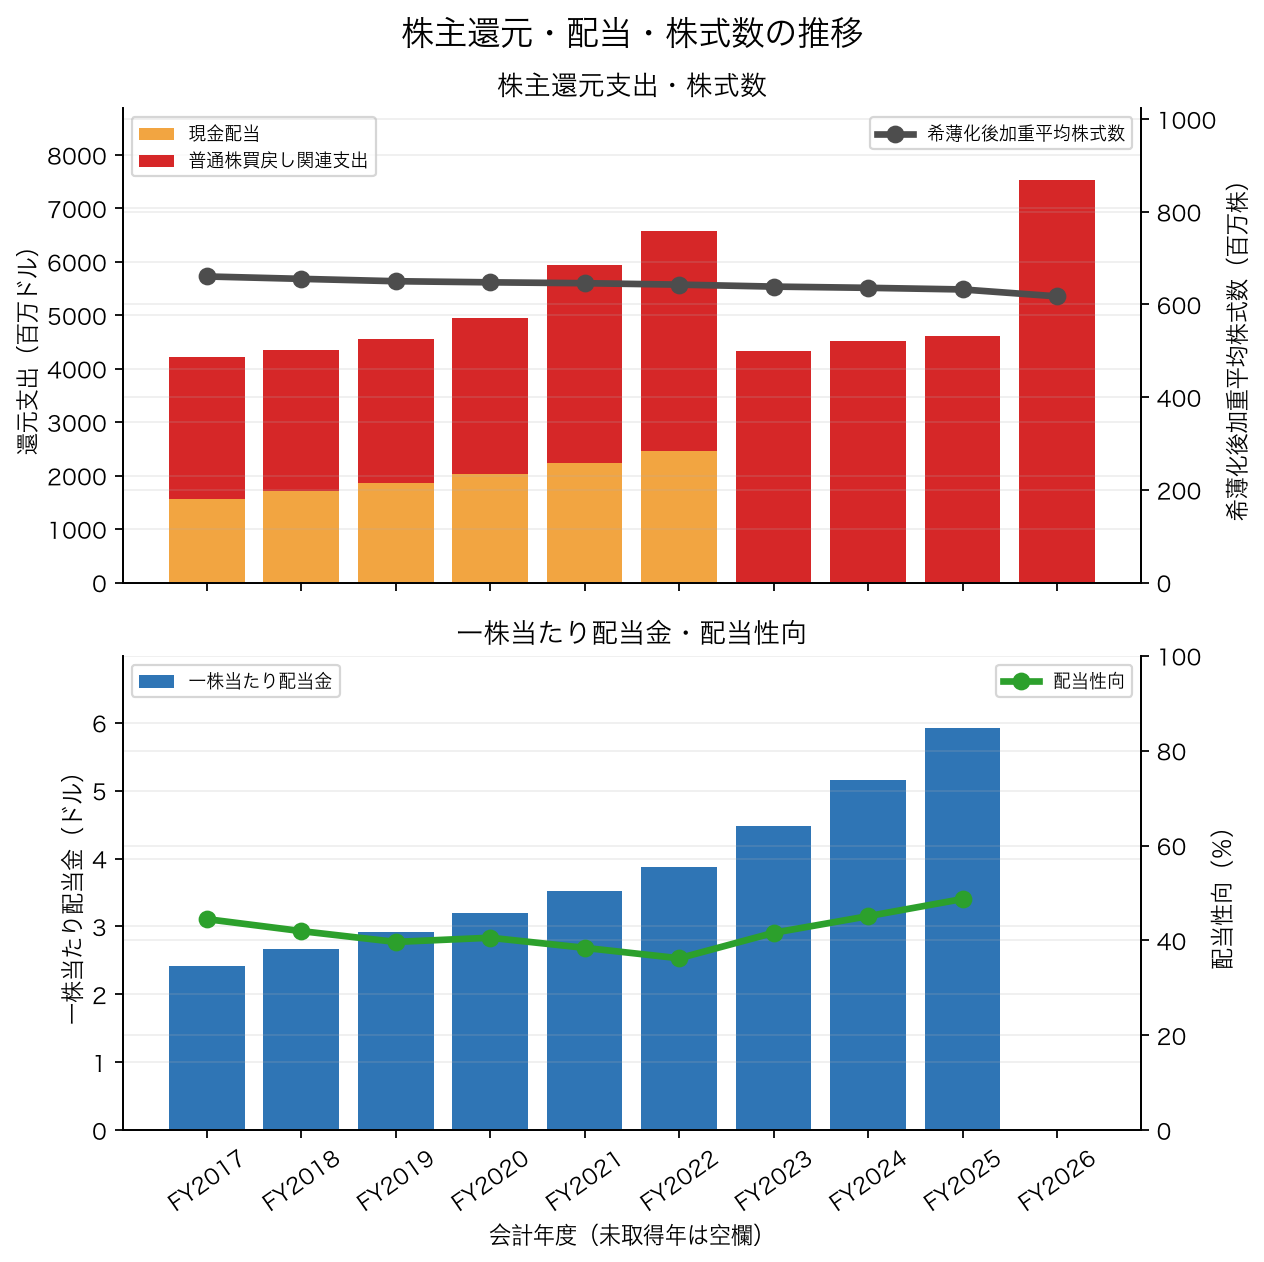 株主還元・配当・株式数の推移
株主還元支出・株式数
現金配当
普通株買戻し関連支出
希薄化後加重平均株式数
還元支出（百万ドル）
8000
7000
6000
5000
4000
3000
2000
1000
0
1000
800
600
400
200
0
希薄化後加重平均株式数（百万株）
一株当たり配当金・配当性向
一株当たり配当金
配当性向
一株当たり配当金（ドル）
6
5
4
3
2
1
0
100
80
60
40
20
0
配当性向（%）
FY2017
FY2018
FY2019
FY2020
FY2021
FY2022
FY2023
FY2024
FY2025
FY2026
会計年度（未取得年は空欄）